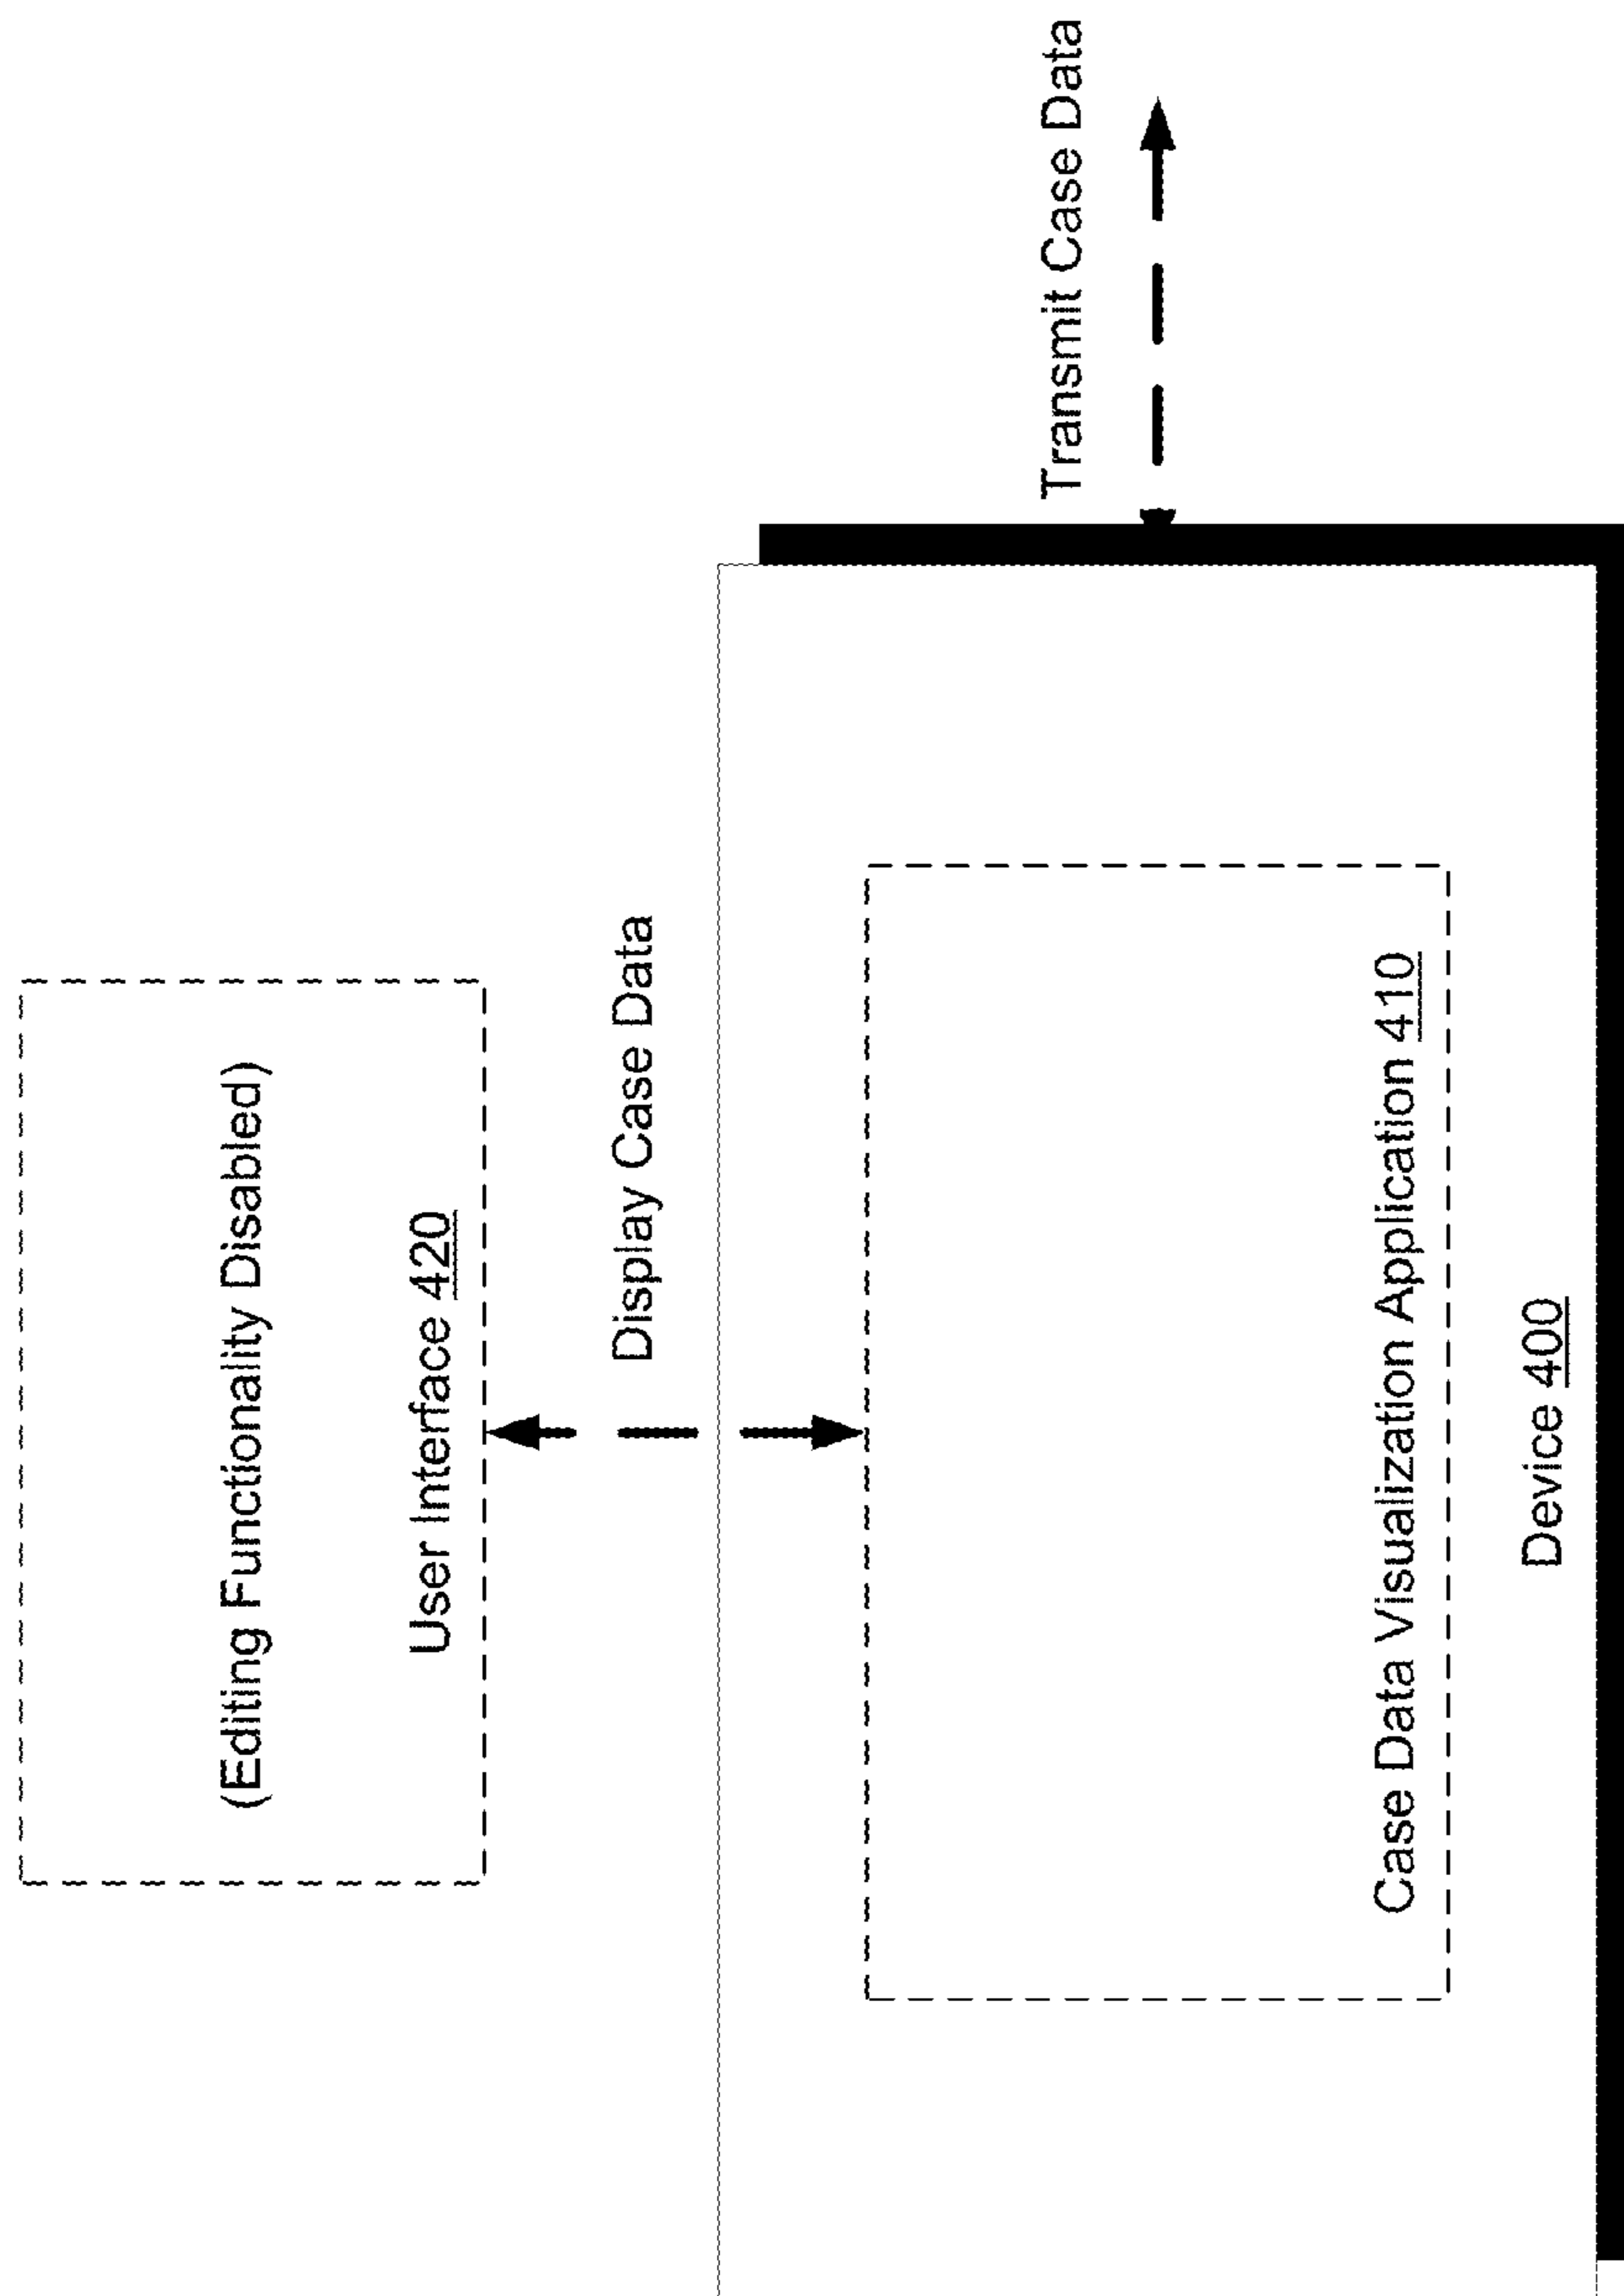 (Editing Functionality Disabled)
User Interface 420
Display Case Data
Transmit Case Data
Case Data Visualization Application 410
Device 400